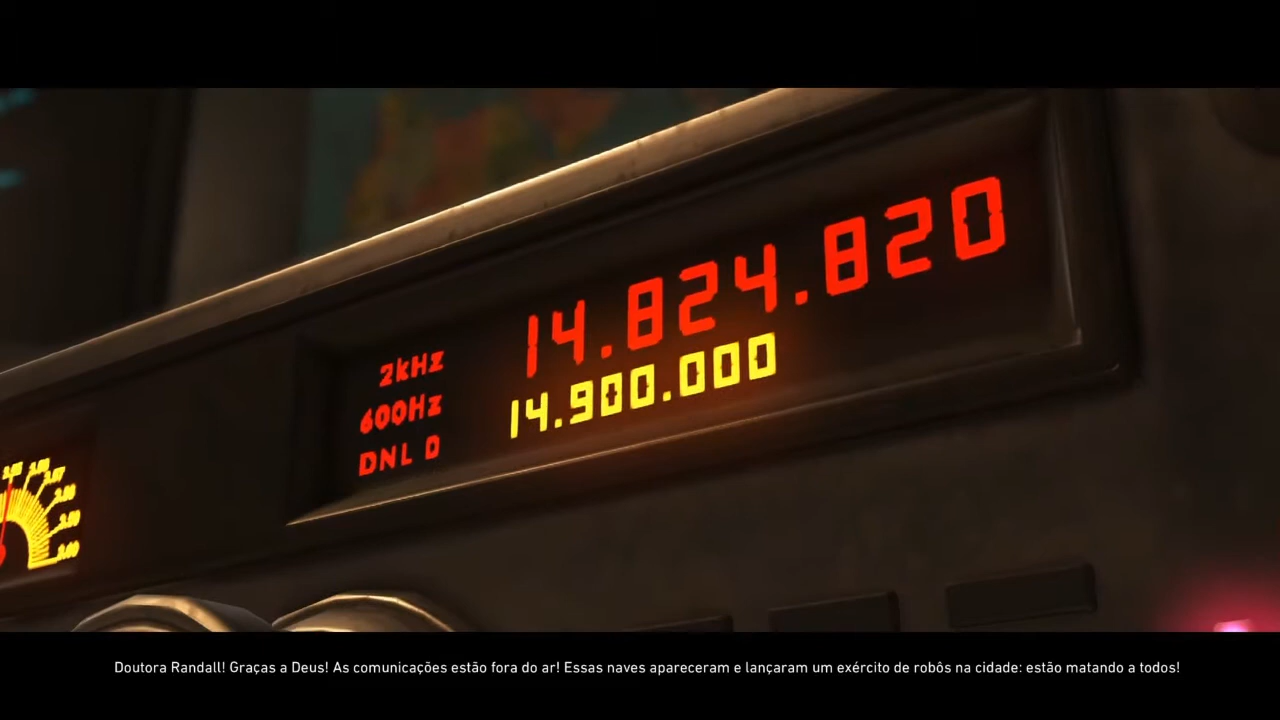 14.824.820
2kHz
14.900.000
600Hz
DNL D
Doutora Randall! Graças a Deus! As comunicações estão fora do ar! Essas naves apareceram e lançaram um exército de robôs na cidade: estão matando a todos!